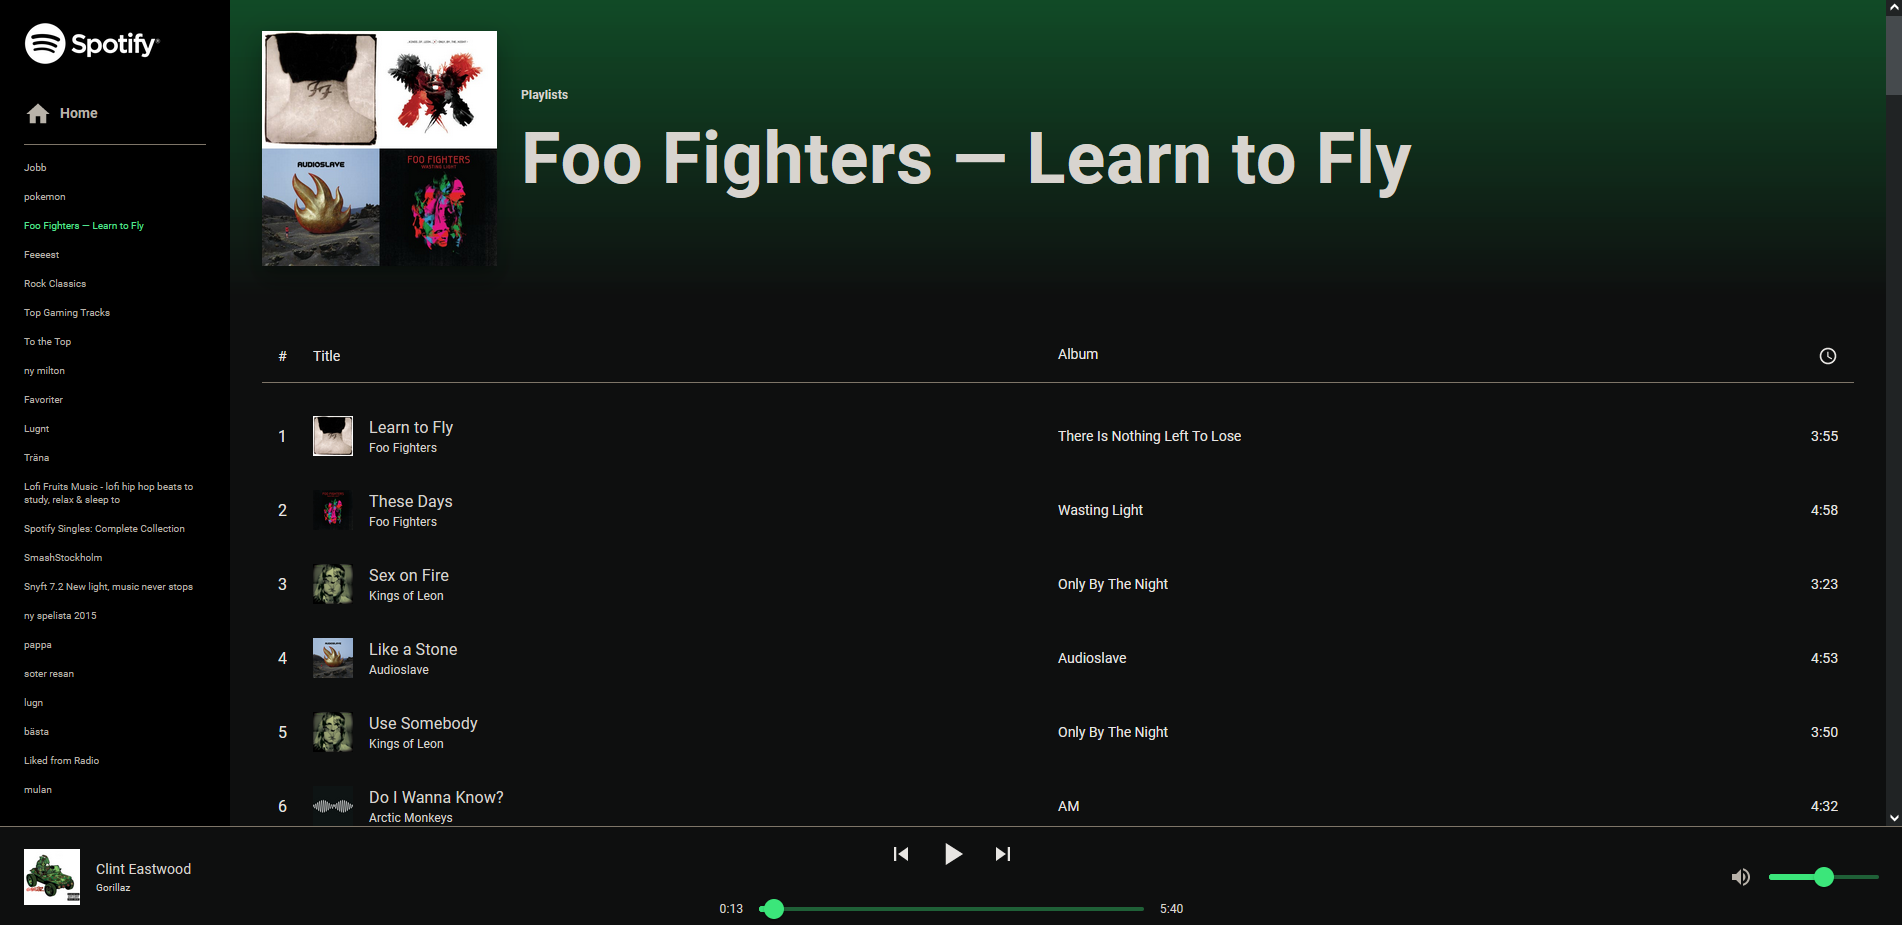 Spotify
Home
Jobb
pokemon
Foo Fighters — Learn to Fly
Feeeest
Rock Classics
Top Gaming Tracks
To the Top
ny milton
Favoriter
Lugnt
Träna
Lofi Fruits Music - lofi hip hop beats to
study, relax & sleep to
Spotify Singles: Complete Collection
SmashStockholm
Snyft 7.2 New light, music never stops
ny spelista 2015
pappa
soter resan
lugn
bästa
Liked from Radio
mulan
AUDIOSLAVE
FOO FIGHTERS
WASTING LIGHT
Playlists
Foo Fighters — Learn to Fly
# Title Album
1 Learn to Fly There Is Nothing Left To Lose 3:55
Foo Fighters
2 These Days Wasting Light 4:58
Foo Fighters
3 Sex on Fire Only By The Night 3:23
Kings of Leon
4 Like a Stone Audioslave 4:53
Audioslave
5 Use Somebody Only By The Night 3:50
Kings of Leon
6 Do I Wanna Know? AM 4:32
Arctic Monkeys
Clint Eastwood
Gorillaz
0:13 5:40